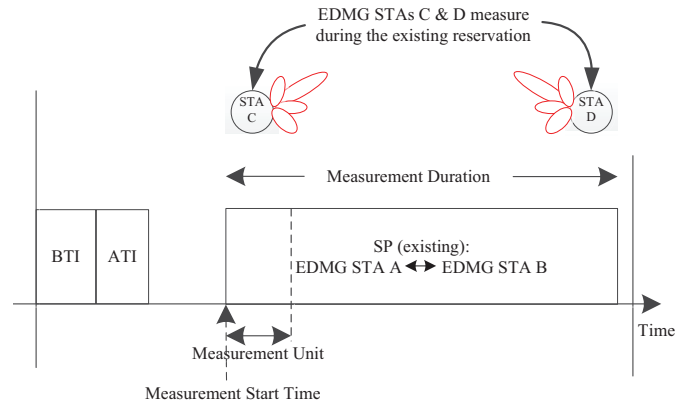 EDMG STAs C & D measure
during the existing reservation
STA
C
STA
D
Measurement Duration
BTI
ATI
SP (existing):
EDMG STA A
EDMG STA B
Time
Measurement Unit
Measurement Start Time